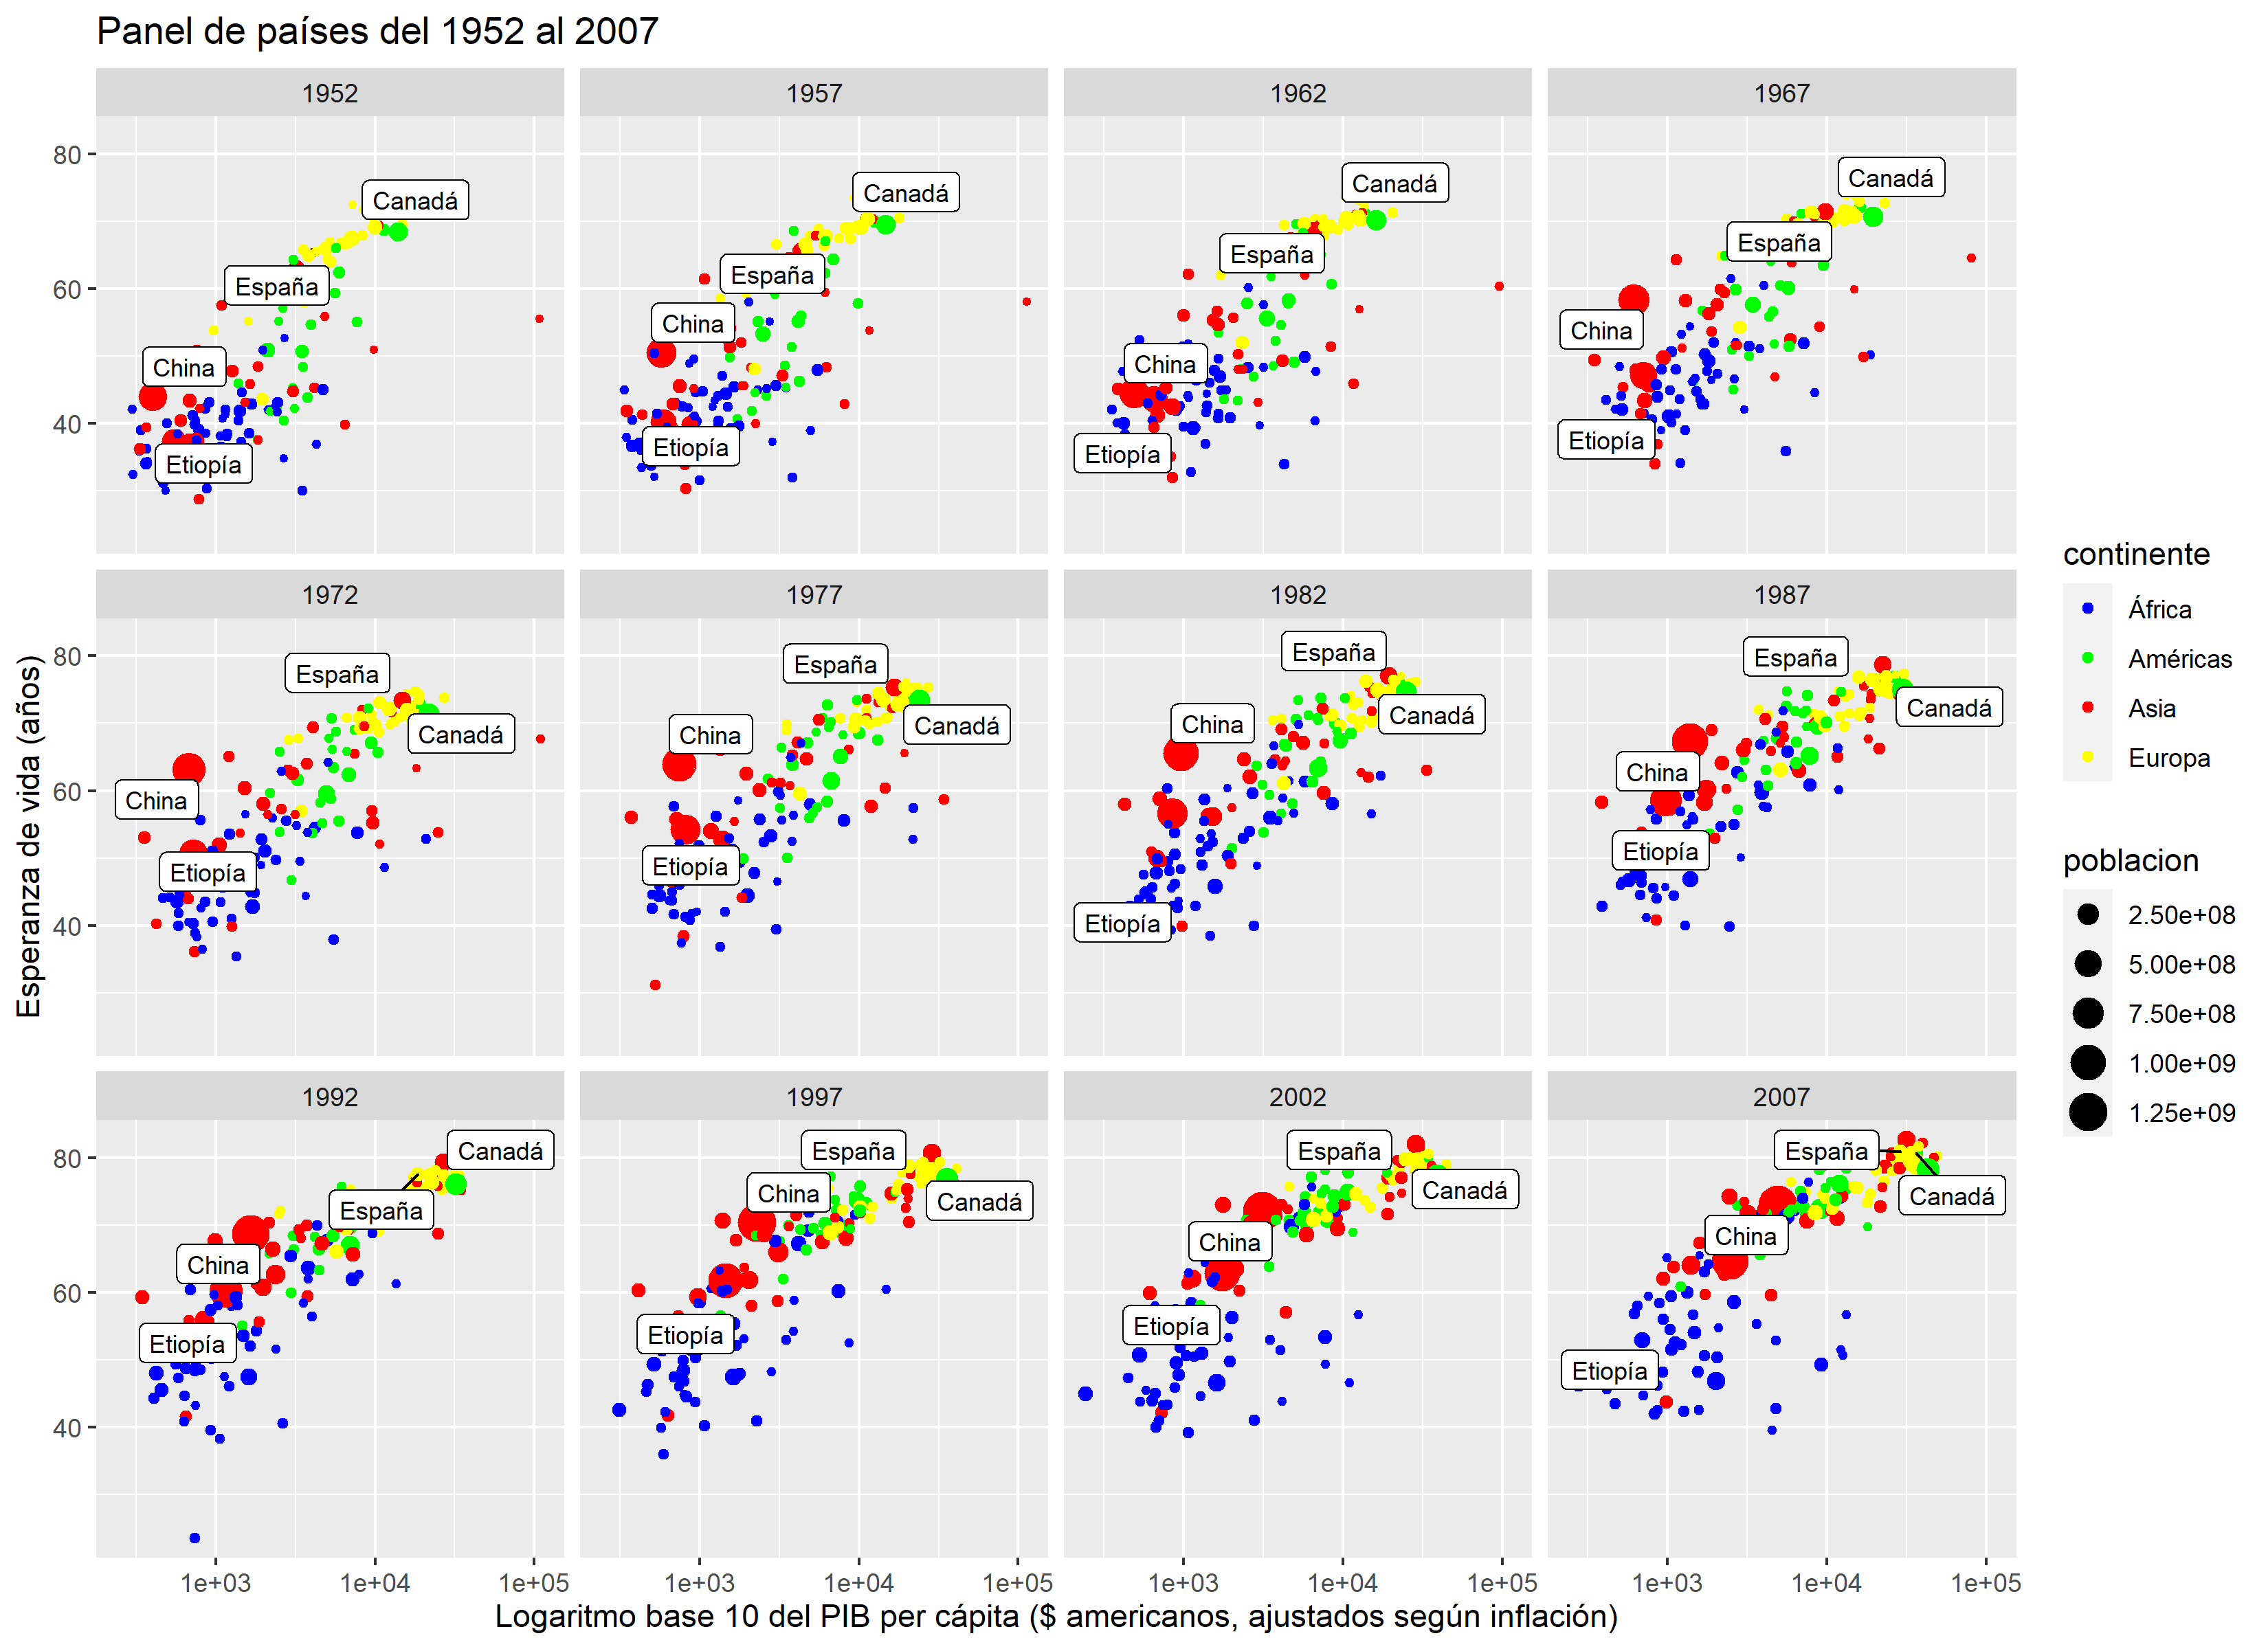 Panel de países del 1952 al 2007
1952
1957
1962
1967
80
60
40
Canadá
España
China
Etiopía
Canadá
España
China
Etiopía
Canadá
España
China
Etiopía
Canadá
España
China
Etiopía
1972
1977
1982
1987
80
60
40
España
Canadá
China
Etiopía
España
Canadá
China
Etiopía
España
Canadá
China
Etiopía
España
Canadá
China
Etiopía
1992
1997
2002
2007
80
60
40
Canadá
España
China
Etiopía
España
China
Canadá
Etiopía
España
Canadá
China
Etiopía
España
Canadá
China
Etiopía
1e+03
1e+04
1e+05
1e+03
1e+04
1e+05
1e+03
1e+04
1e+05
1e+03
1e+04
1e+05
Esperanza de vida (años)
Logaritmo base 10 del PIB per cápita ($ americanos, ajustados según inflación)
continente
África
Américas
Asia
Europa
poblacion
2.50e+08
5.00e+08
7.50e+08
1.00e+09
1.25e+09